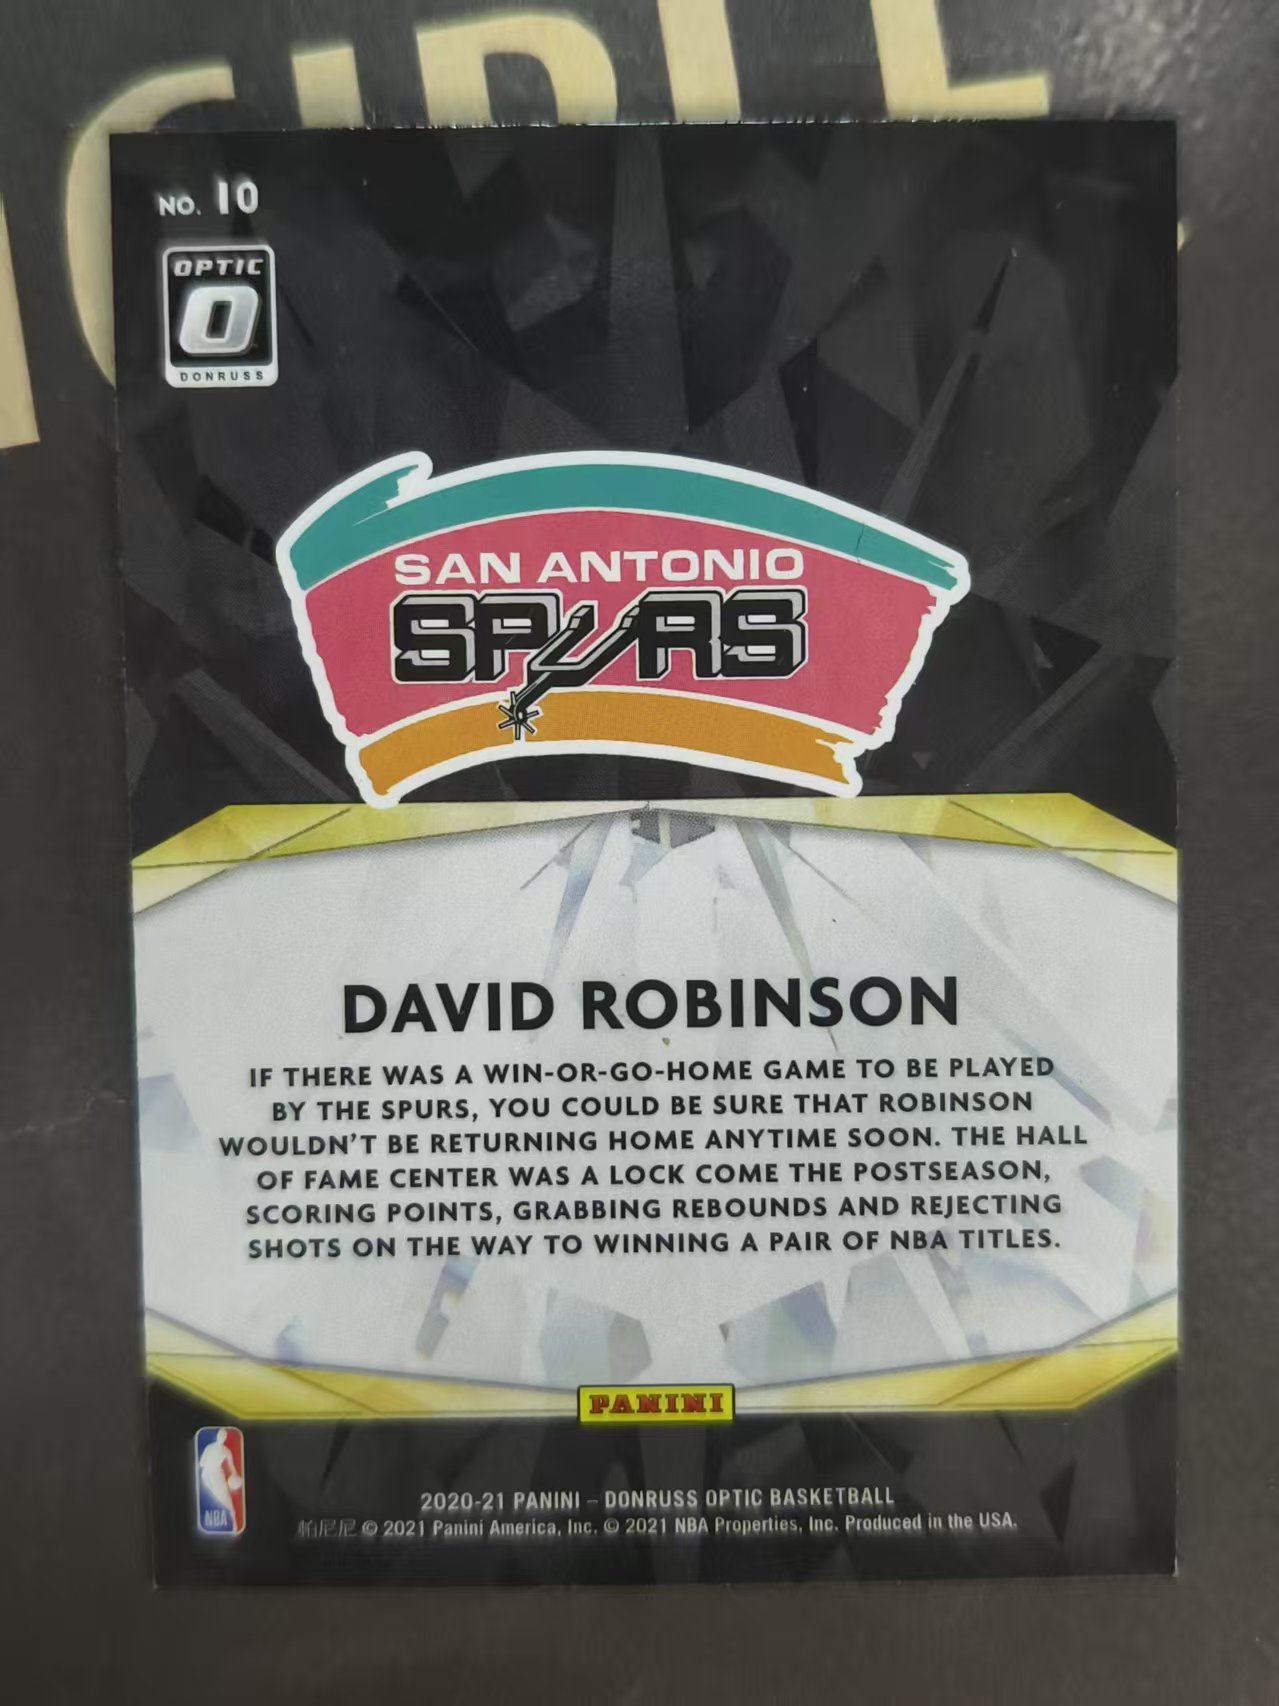 NO. 10
OPTIC
O
DONRUSS
SAN ANTONIO
SPURS
DAVID ROBINSON
IF THERE WAS A WIN-OR-GO-HOME GAME TO BE PLAYED
BY THE SPURS, YOU COULD BE SURE THAT ROBINSON
WOULDN'T BE RETURNING HOME ANYTIME SOON. THE HALL
OF FAME CENTER WAS A LOCK COME THE POSTSEASON,
SCORING POINTS, GRABBING REBOUNDS AND REJECTING
SHOTS ON THE WAY TO WINNING A PAIR OF NBA TITLES.
PANINI
NBA
2020-21 PANINI – DONRUSS OPTIC BASKETBALL
帕尼尼 © 2021 Panini America, Inc. © 2021 NBA Properties, Inc. Produced in the USA.